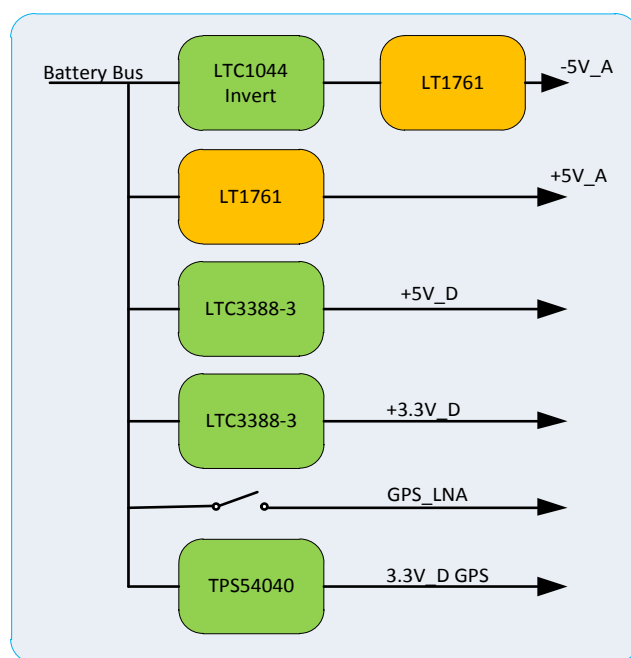 Battery Bus
LTC1044
Invert
LT1761
-5V_A
LT1761
+5V_A
LTC3388-3
+5V_D
LTC3388-3
+3.3V_D
GPS_LNA
TPS54040
3.3V_D GPS